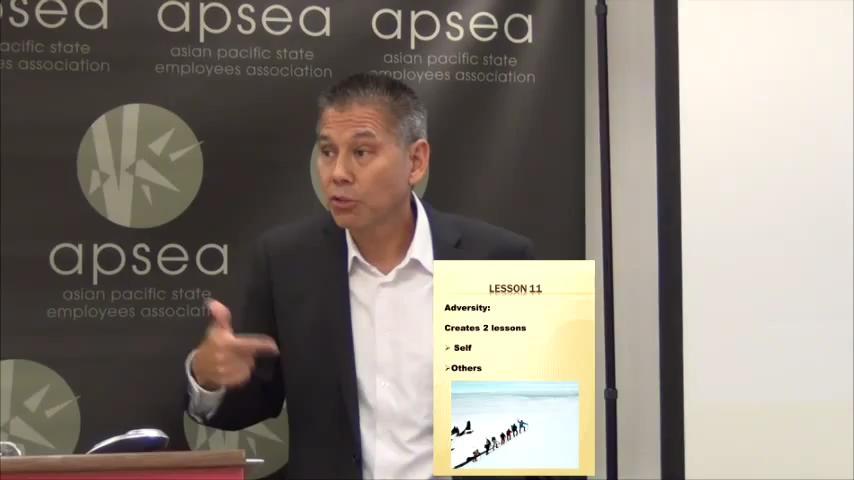 apsea
asian pacific state
employees association
apsea
asian pacific state
employees association
apsea
asian pacific state
employees association
LESSON 11
Adversity:
Creates 2 lessons
➢ Self
➢Others